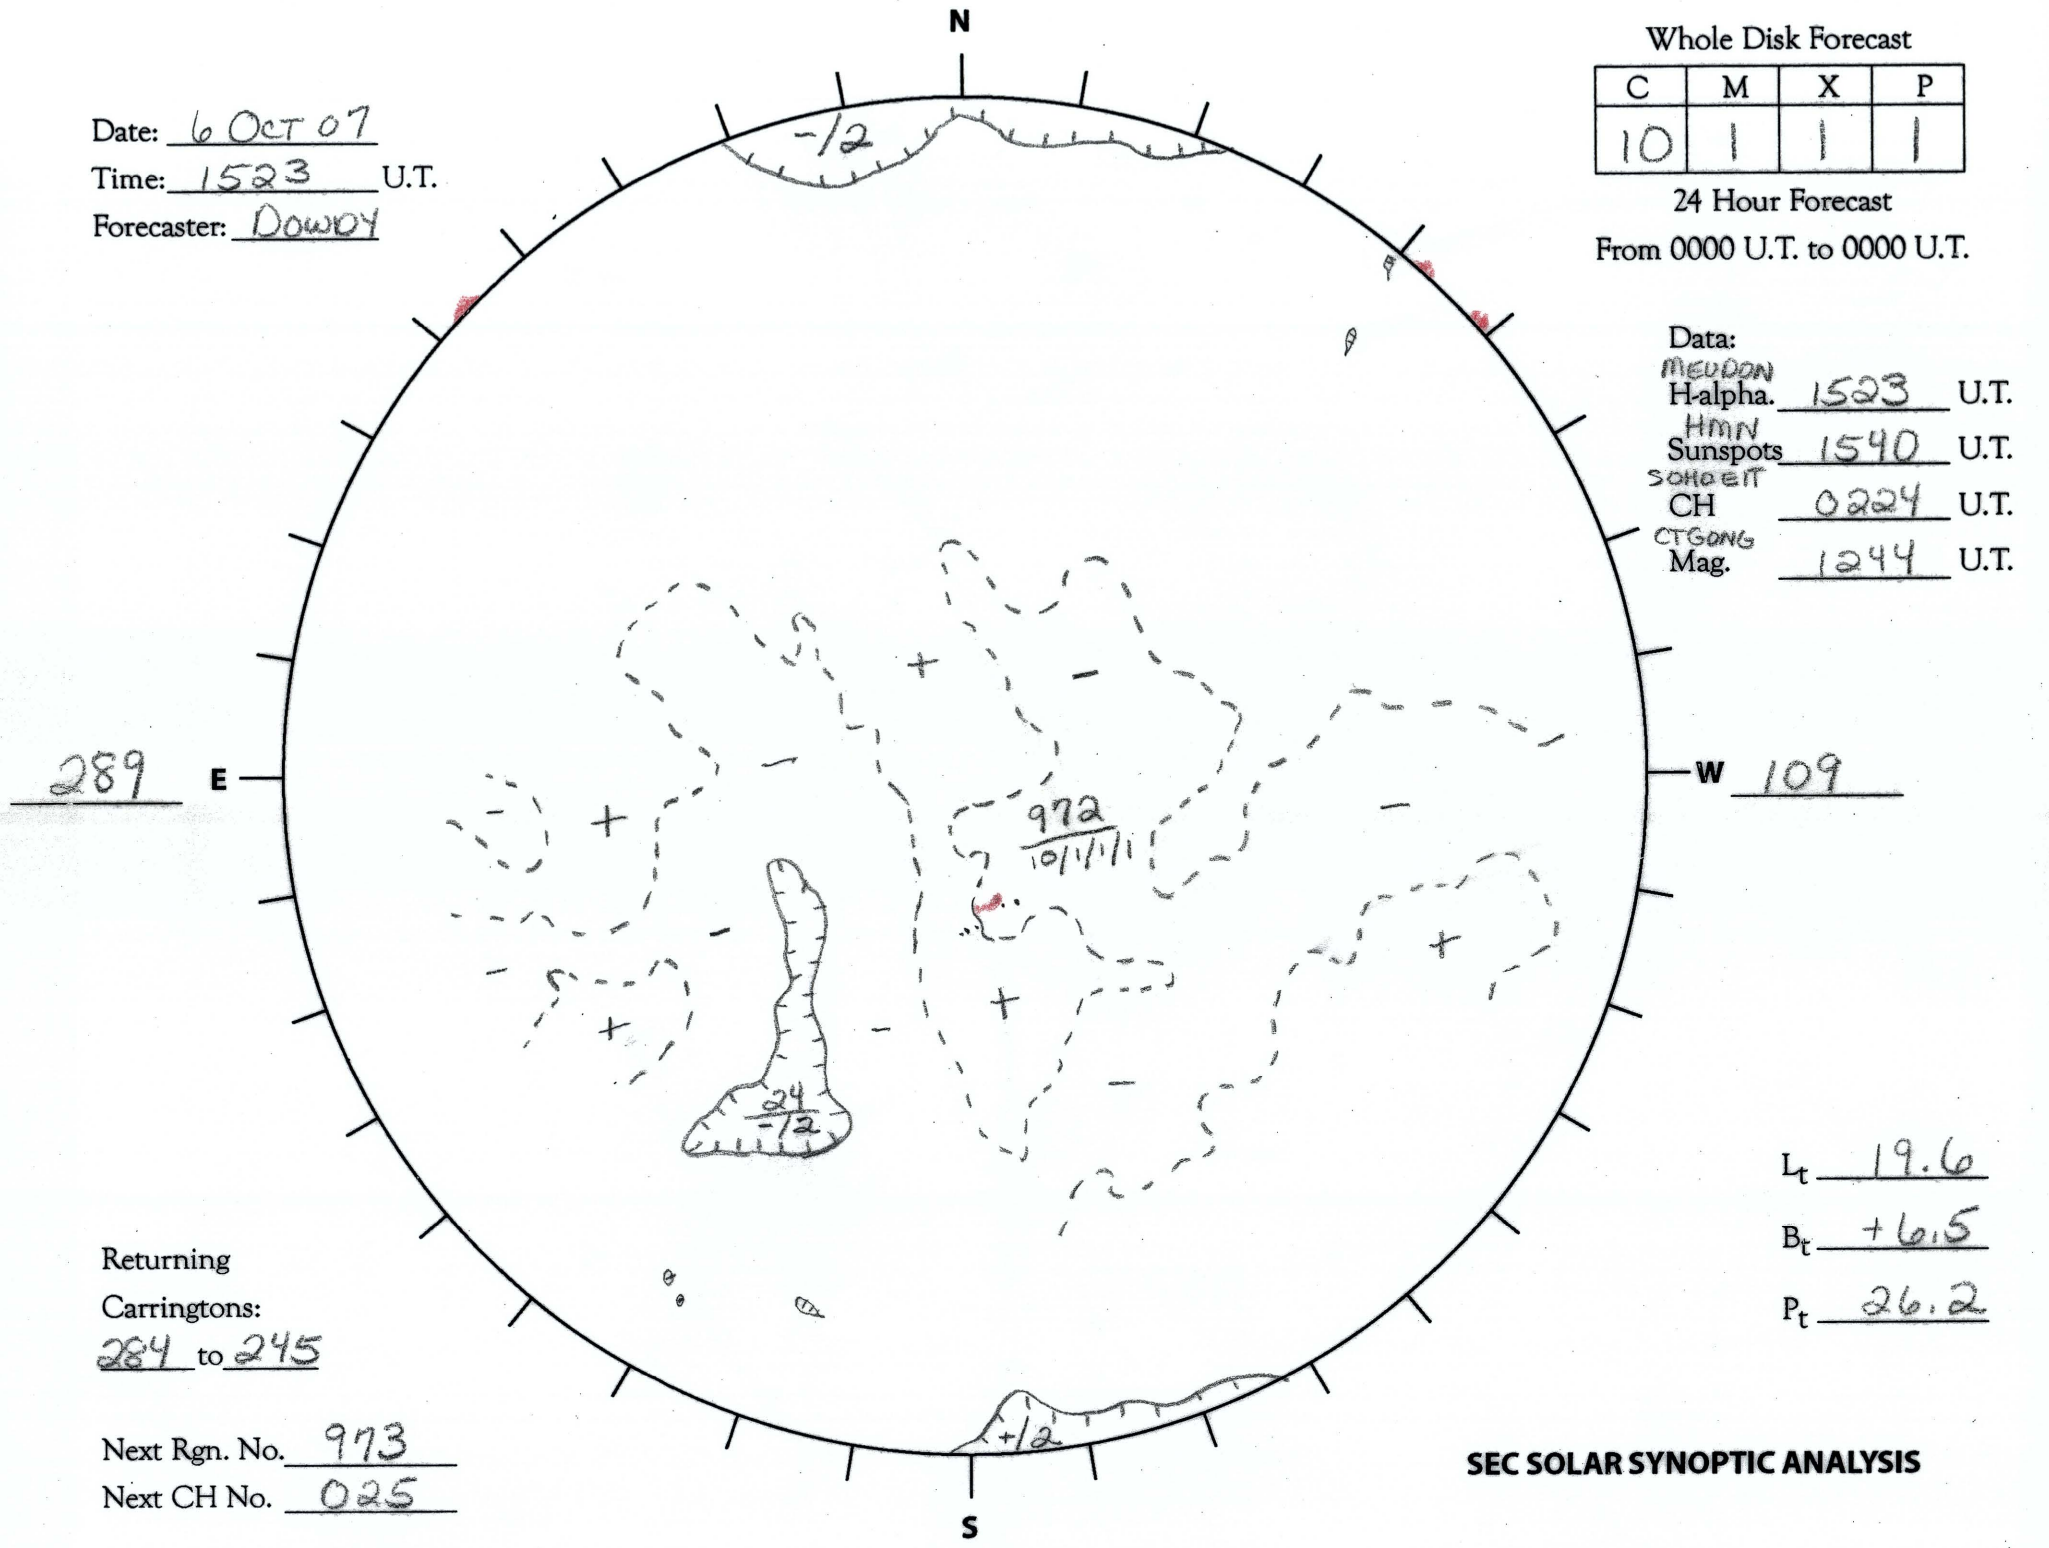 N
Date: 6 OCT 07
Time: 1523 U.T.
Forecaster: DOWDY
Whole Disk Forecast
C M X P
10 1 1 1
24 Hour Forecast
From 0000 U.T. to 0000 U.T.
-/2
Data:
MEUDON
H-alpha. 1523 U.T.
HMN
Sunspots 1540 U.T.
SOHO EIT
CH 0224 U.T.
CTGONG
Mag. 1244 U.T.
+ -
289 E W 109
- + - -
972
10/1/1/1
- +
- + - +
24
-/2
-
Lt 19.6
Bt +6.5
Pt 26.2
Returning
Carringtons:
284 to 245
+/2
Next Rgn. No. 973
Next CH No. 025
SEC SOLAR SYNOPTIC ANALYSIS
S